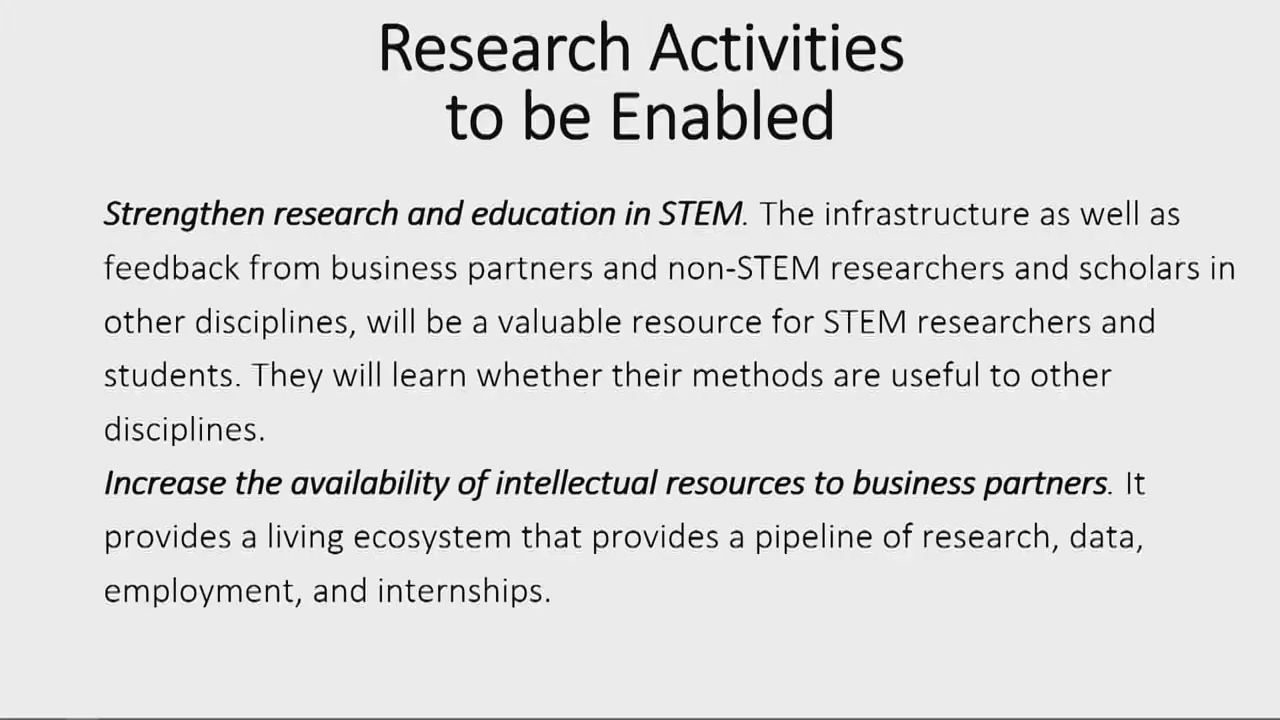 Research Activities
to be Enabled
Strengthen research and education in STEM. The infrastructure as well as
feedback from business partners and non-STEM researchers and scholars in
other disciplines, will be a valuable resource for STEM researchers and
students. They will learn whether their methods are useful to other
disciplines.
Increase the availability of intellectual resources to business partners. It
provides a living ecosystem that provides a pipeline of research, data,
employment, and internships.